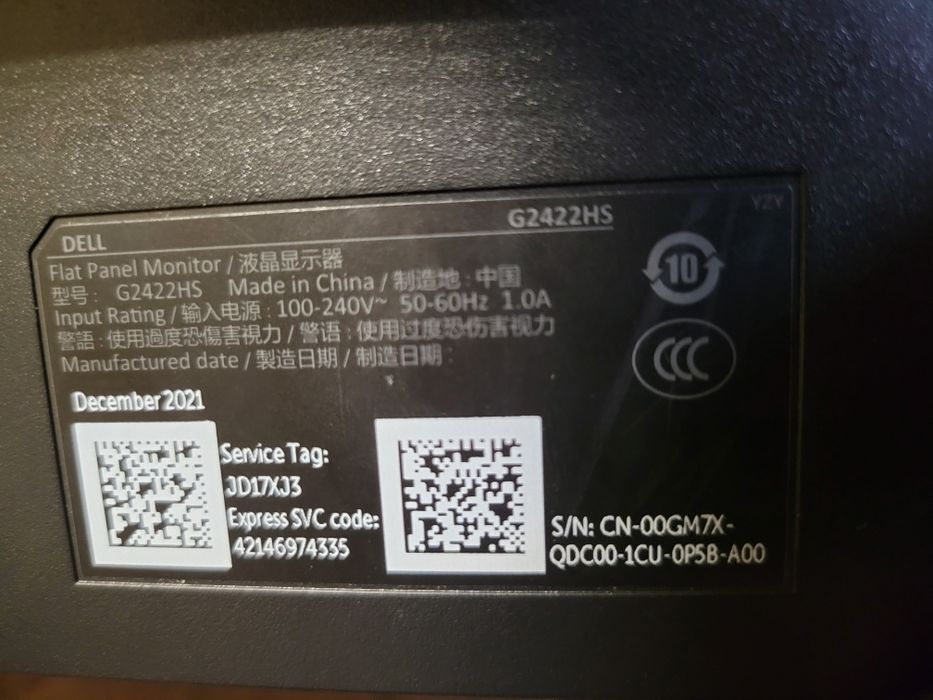 YZV
G2422HS
DELL
Flat Panel Monitor / 液晶显示器
型号: G2422HS Made in China / 制造地: 中国
Input Rating / 输入电源: 100-240V~ 50-60Hz 1.0A
警語:使用過度恐傷害視力 / 警语:使用过度恐伤害视力
Manufactured date / 製造日期 / 制造日期:
10
CCC
December 2021
Service Tag:
JD17XJ3
Express SVC code:
42146974335
S/N: CN-00GM7X-
QDC00-1CU-0P5B-A00